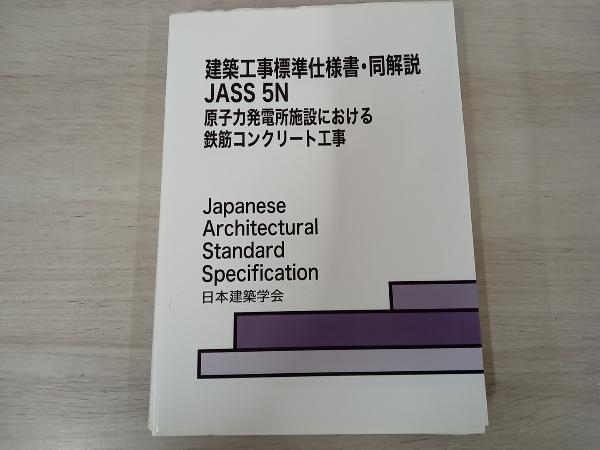 建築工事標準仕様書・同解説
JASS 5N
原子力発電所施設における
鉄筋コンクリート工事
Japanese
Architectural
Standard
Specification
日本建築学会